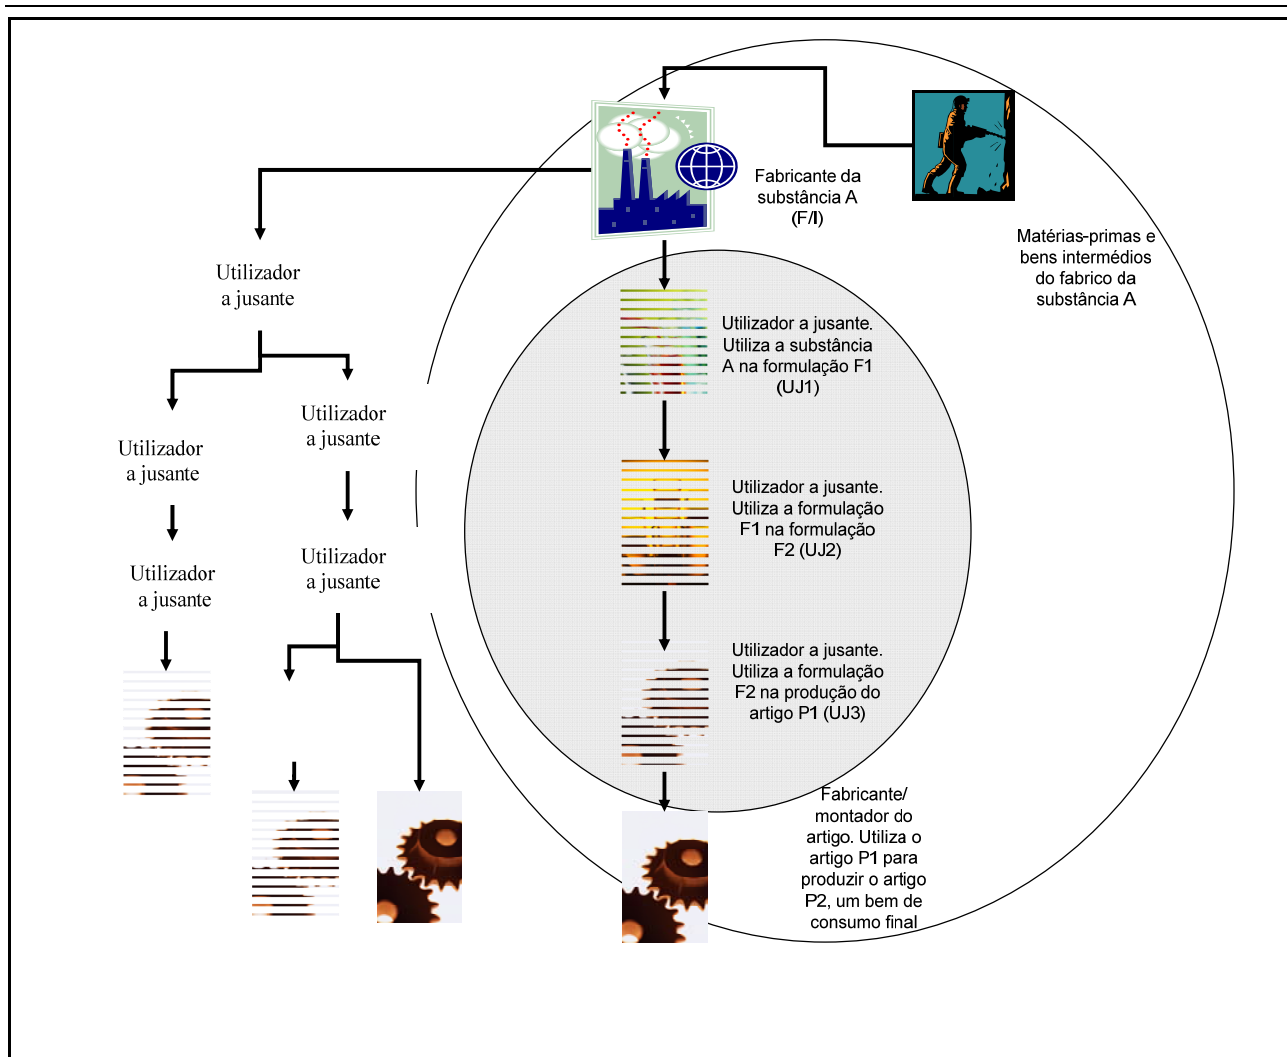 Fabricante da
substância A
(F/I)
Matérias-primas e
bens intermédios
do fabrico da
substância A
Utilizador
a jusante
Utilizador a jusante.
Utiliza a substância
A na formulação F1
(UJ1)
Utilizador
a jusante
Utilizador
a jusante
Utilizador a jusante.
Utiliza a formulação
F1 na formulação
F2 (UJ2)
Utilizador
a jusante
Utilizador
a jusante
Utilizador a jusante.
Utiliza a formulação
F2 na produção do
artigo P1 (UJ3)
Fabricante/
montador do
artigo. Utiliza o
artigo P1 para
produzir o artigo
P2, um bem de
consumo final